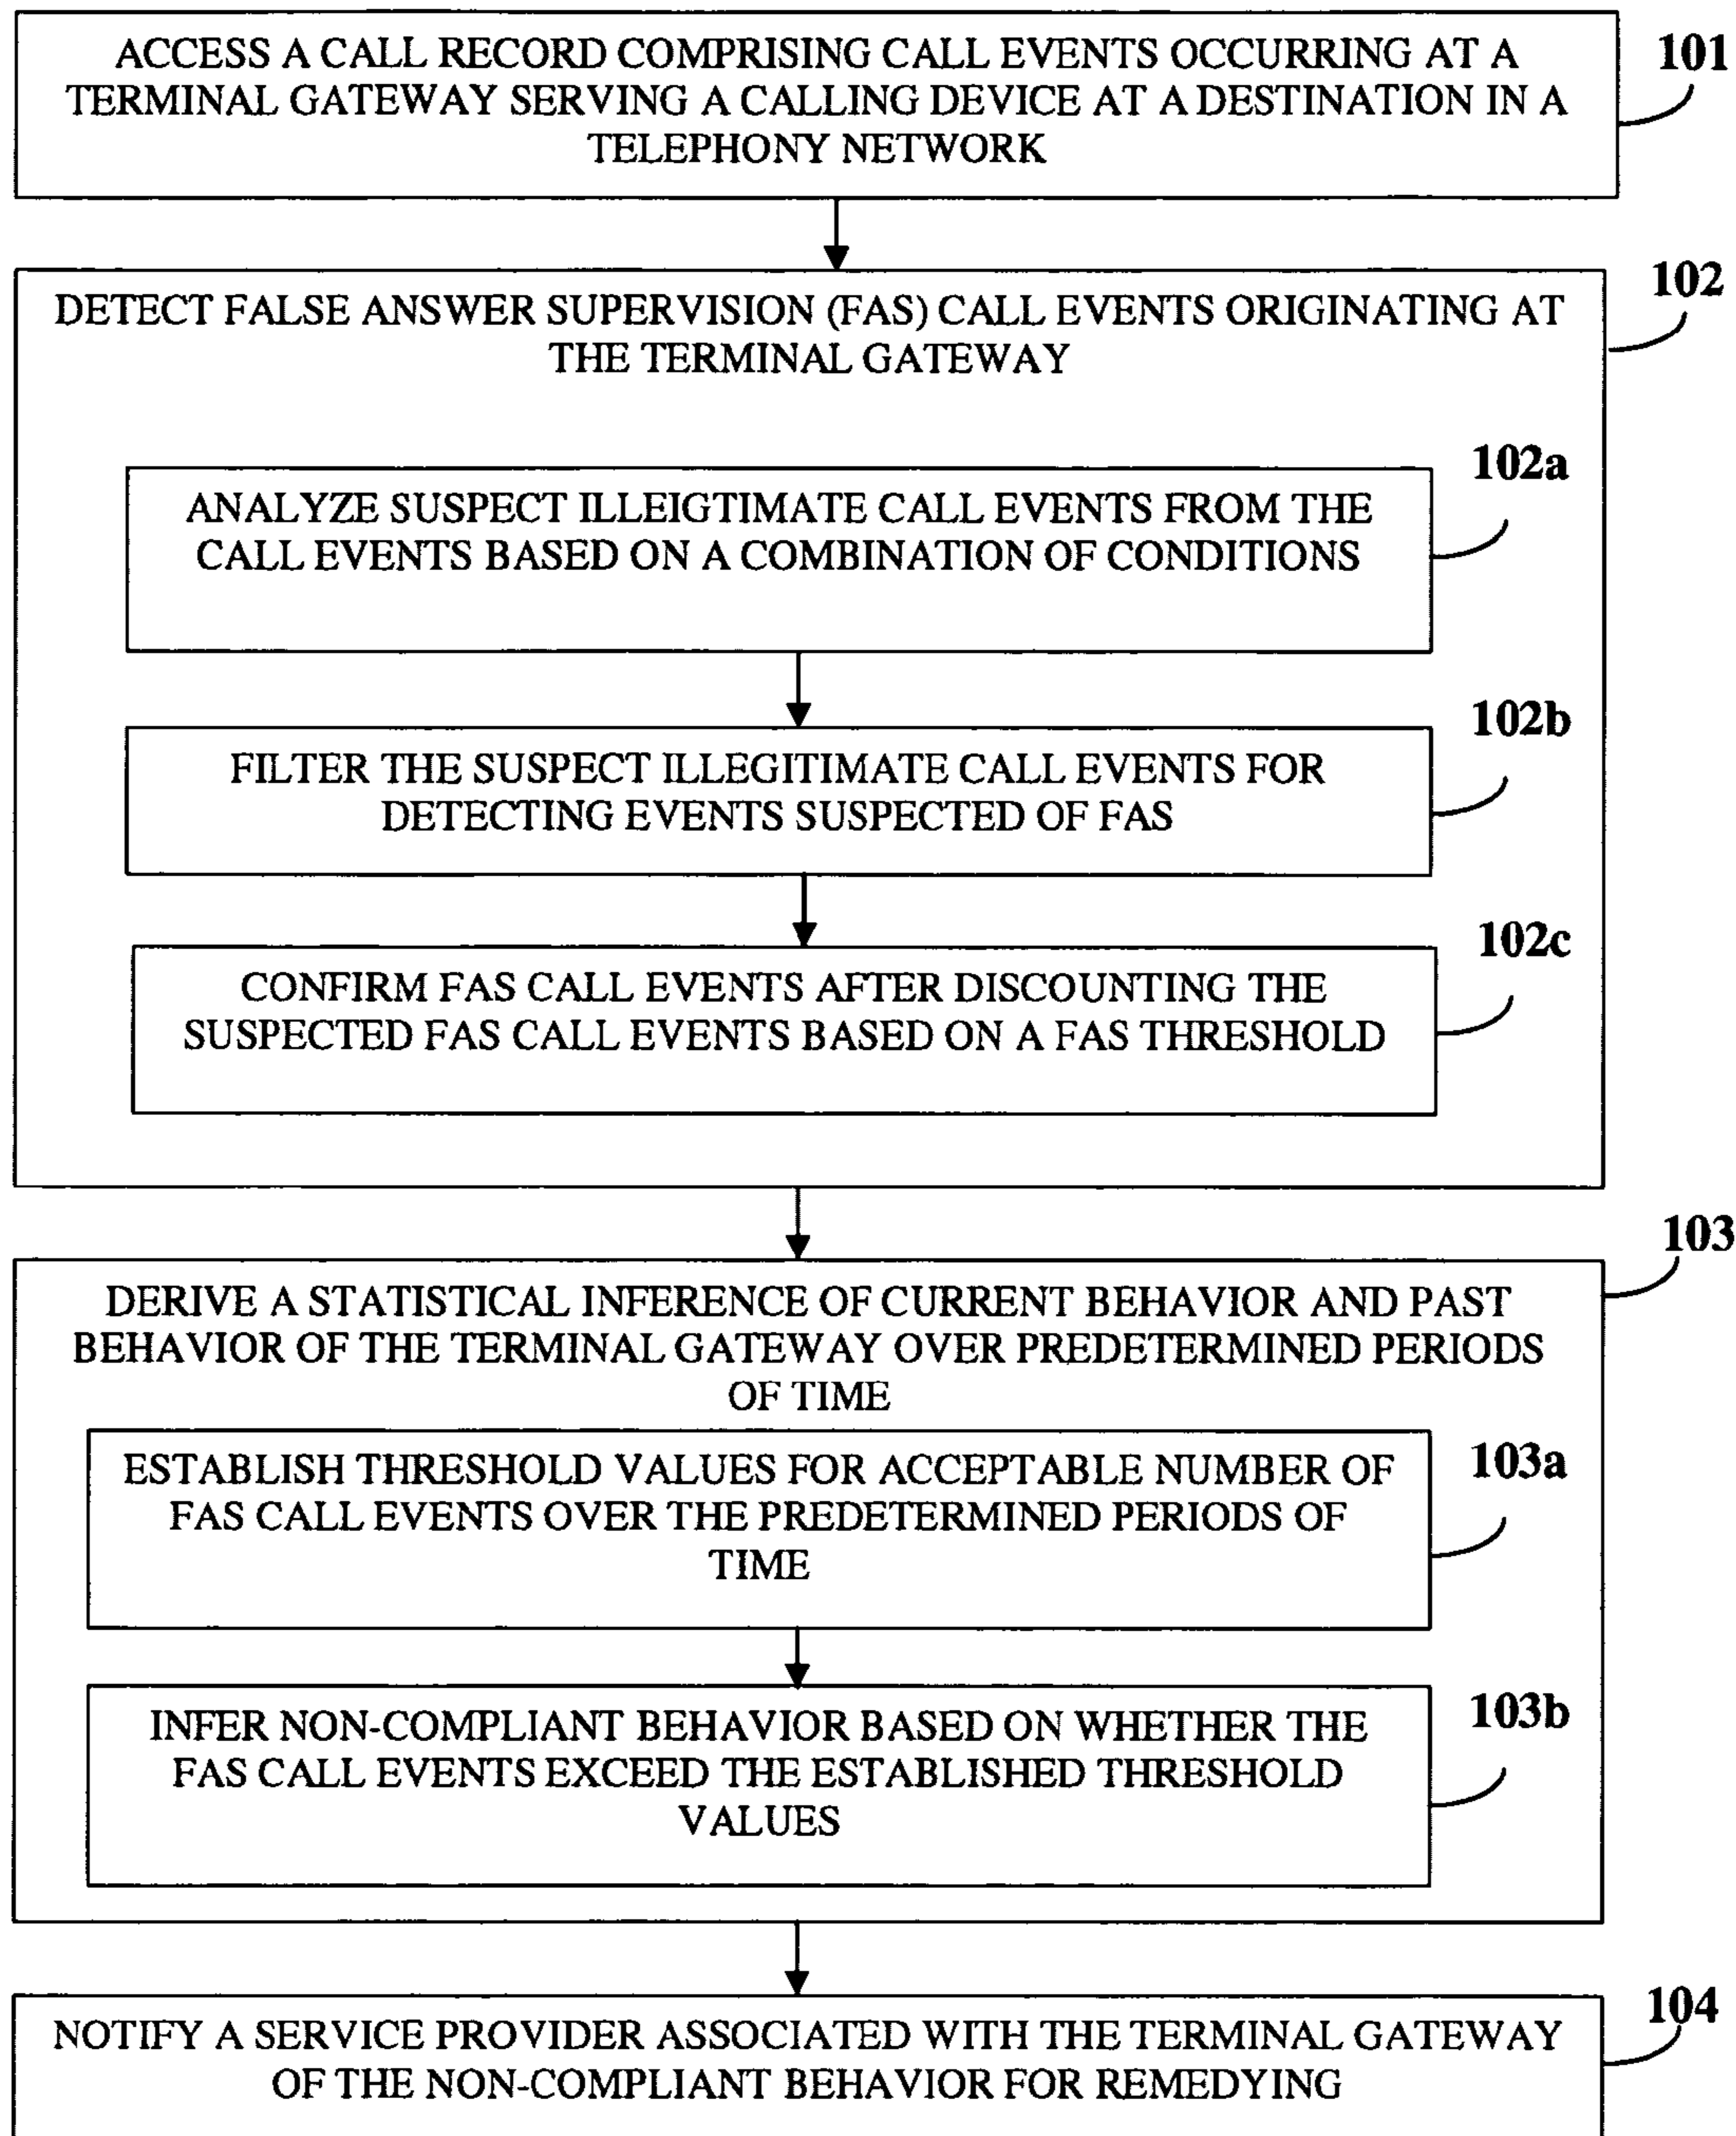 ACCESS A CALL RECORD COMPRISING CALL EVENTS OCCURRING AT A
TERMINAL GATEWAY SERVING A CALLING DEVICE AT A DESTINATION IN A
TELEPHONY NETWORK
101
DETECT FALSE ANSWER SUPERVISION (FAS) CALL EVENTS ORIGINATING AT
THE TERMINAL GATEWAY
102
ANALYZE SUSPECT ILLEIGTIMATE CALL EVENTS FROM THE
CALL EVENTS BASED ON A COMBINATION OF CONDITIONS
102a
FILTER THE SUSPECT ILLEGITIMATE CALL EVENTS FOR
DETECTING EVENTS SUSPECTED OF FAS
102b
CONFIRM FAS CALL EVENTS AFTER DISCOUNTING THE
SUSPECTED FAS CALL EVENTS BASED ON A FAS THRESHOLD
102c
DERIVE A STATISTICAL INFERENCE OF CURRENT BEHAVIOR AND PAST
BEHAVIOR OF THE TERMINAL GATEWAY OVER PREDETERMINED PERIODS
OF TIME
103
ESTABLISH THRESHOLD VALUES FOR ACCEPTABLE NUMBER OF
FAS CALL EVENTS OVER THE PREDETERMINED PERIODS OF
TIME
103a
INFER NON-COMPLIANT BEHAVIOR BASED ON WHETHER THE
FAS CALL EVENTS EXCEED THE ESTABLISHED THRESHOLD
VALUES
103b
NOTIFY A SERVICE PROVIDER ASSOCIATED WITH THE TERMINAL GATEWAY
OF THE NON-COMPLIANT BEHAVIOR FOR REMEDYING
104